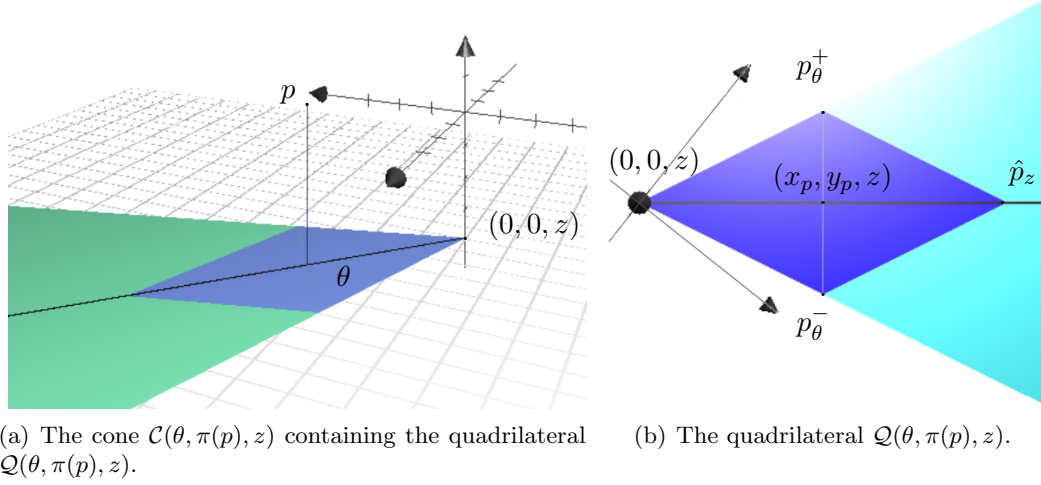 p
(0, 0, z)
θ
p_θ^+
(0, 0, z)
(x_p, y_p, z)
p̂_z
p_θ^-
(a) The cone 𝒞(θ, π(p), z) containing the quadrilateral
𝒬(θ, π(p), z).
(b) The quadrilateral 𝒬(θ, π(p), z).